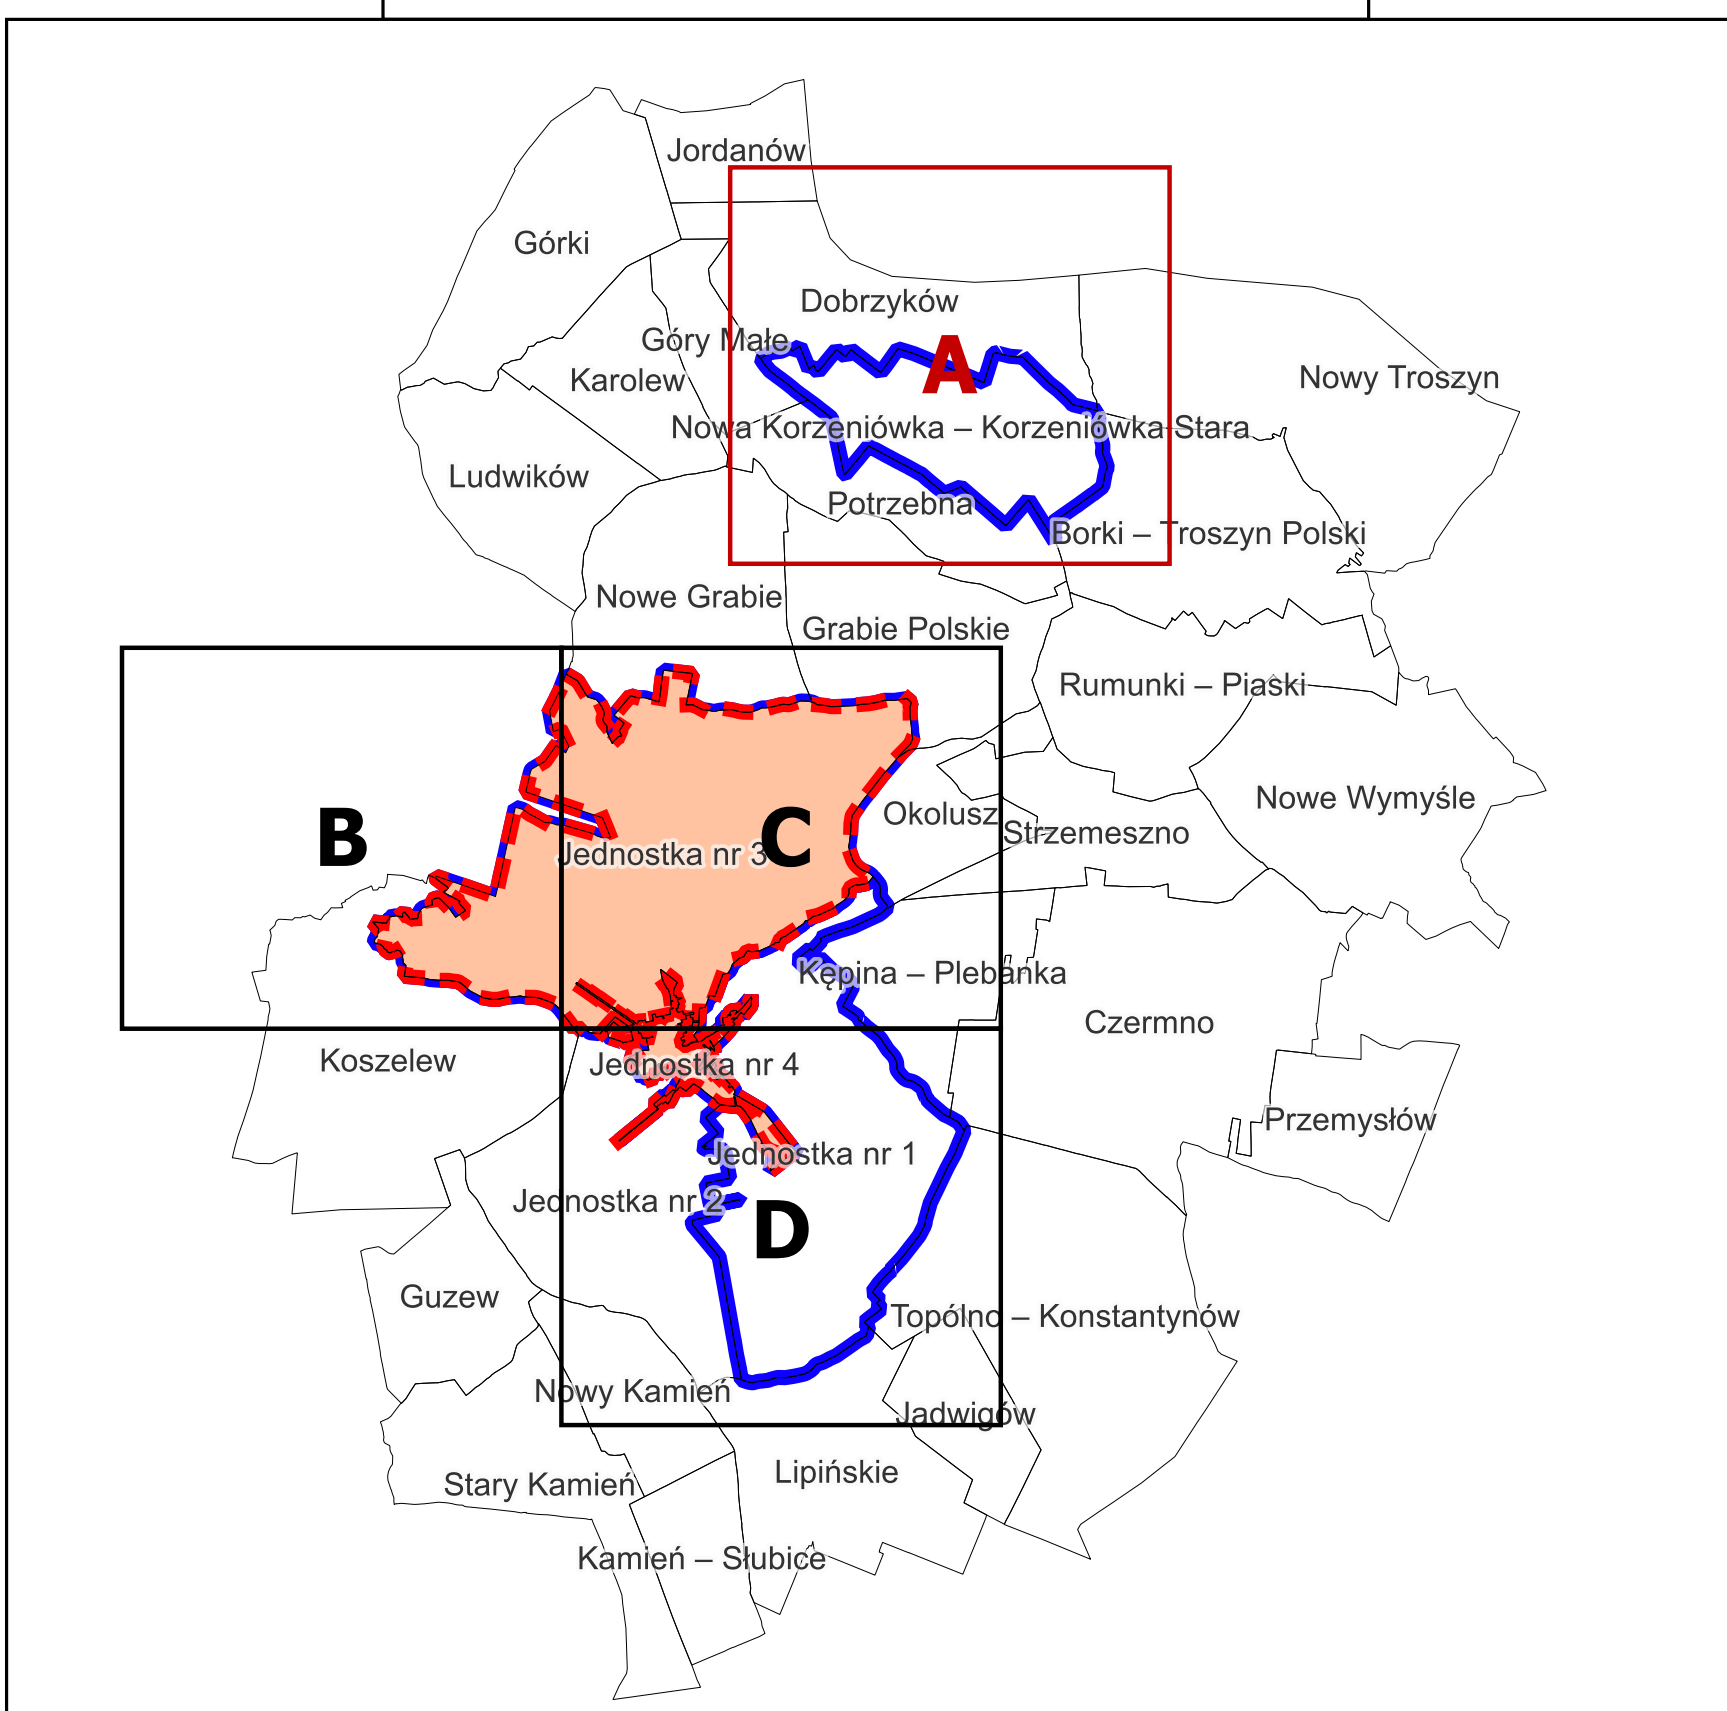 Jordanów
Górki
Dobrzyków
Góry Małe
A
Karolew
Nowy Troszyn
Nowa Korzeniówka – Korzeniówka Stara
Ludwików
Potrzebna
Borki – Troszyn Polski
Nowe Grabie
Grabie Polskie
Rumunki – Piaski
Nowe Wymyśle
Okolusz
Strzemeszno
B
C
Jednostka nr 3
Kępina – Plebanka
Czermno
Koszelew
Jednostka nr 4
Przemysłów
Jednostka nr 1
Jednostka nr 2
D
Guzew
Topólno – Konstantynów
Nowy Kamień
Jadwigów
Lipińskie
Stary Kamień
Kamień – Słubice